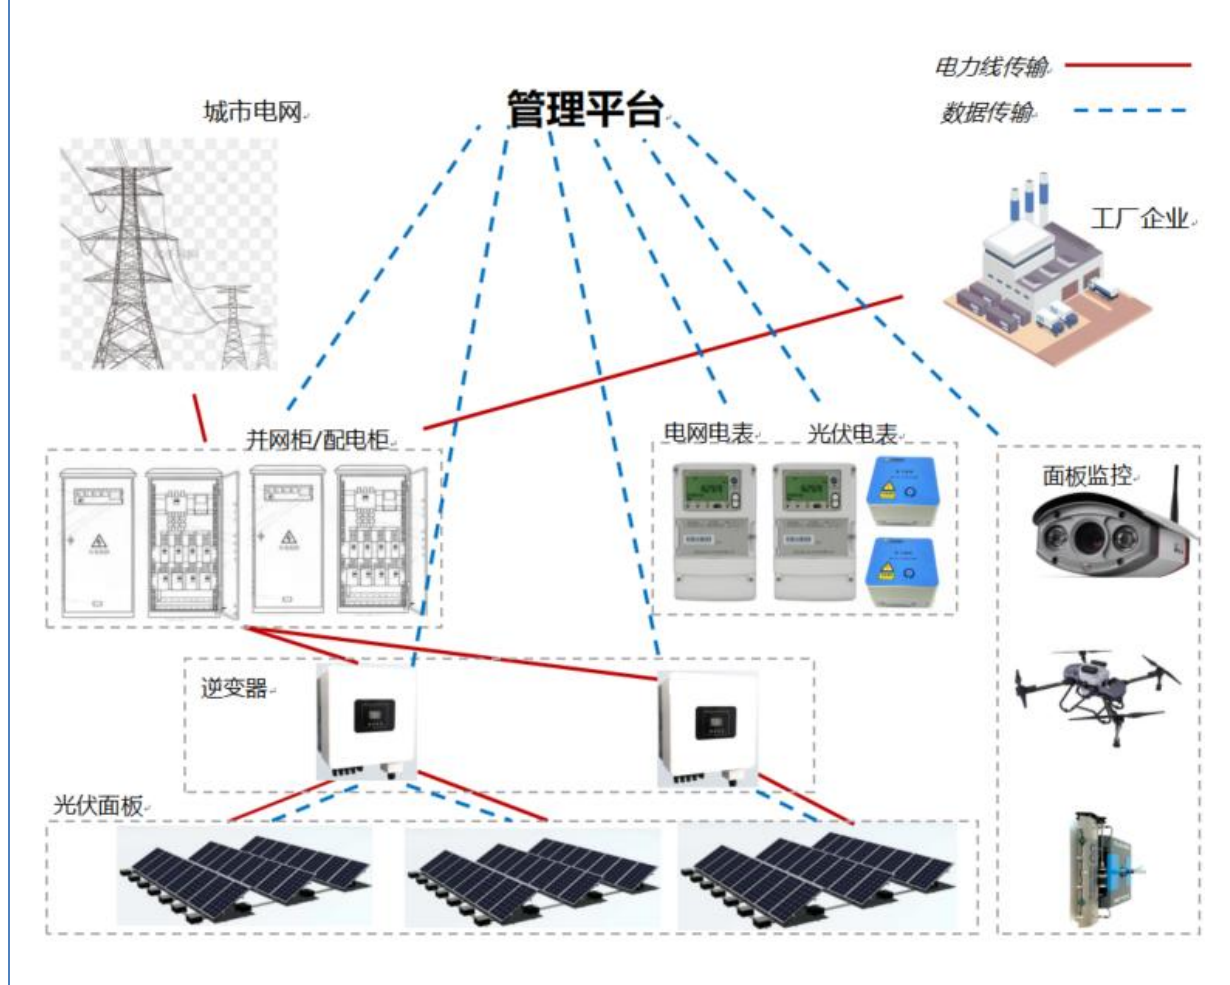 电力线传输
城市电网
管理平台
数据传输
工厂企业
并网柜/配电柜
电网电表
光伏电表
面板监控
逆变器
光伏面板